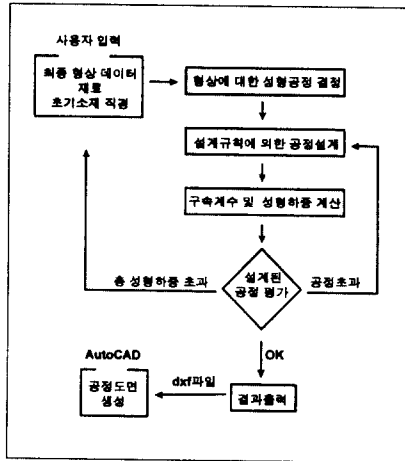 사용자 입력
최종 형상 데이터
재료
초기소재 직경
형상에 대한 성형공정 결정
설계규칙에 의한 공정설계
구속계수 및 성형하중 계산
설계된
공정 평가
총 성형하중 초과
공정초과
OK
AutoCAD
공정도면
생성
dxf파일
결과출력